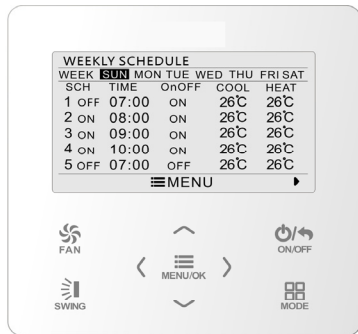 WEEKLY SCHEDULE
WEEK SUN MON TUE WED THU FRI SAT
SCH TIME OnOFF COOL HEAT
1 OFF 07:00 ON 26℃ 26℃
2 ON 08:00 ON 26℃ 26℃
3 ON 09:00 ON 26℃ 26℃
4 ON 10:00 ON 26℃ 26℃
5 OFF 07:00 OFF 26℃ 26℃
MENU
FAN
MENU/OK
ON/OFF
SWING
MODE